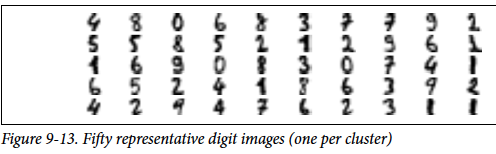 4 8 0 6 8 3 7 7 9 2
5 5 8 5 2 1 2 9 6 1
1 6 9 0 8 3 0 7 4 1
6 5 2 4 1 8 6 3 9 2
4 2 9 4 7 6 2 3 1 1
Figure 9-13. Fifty representative digit images (one per cluster)